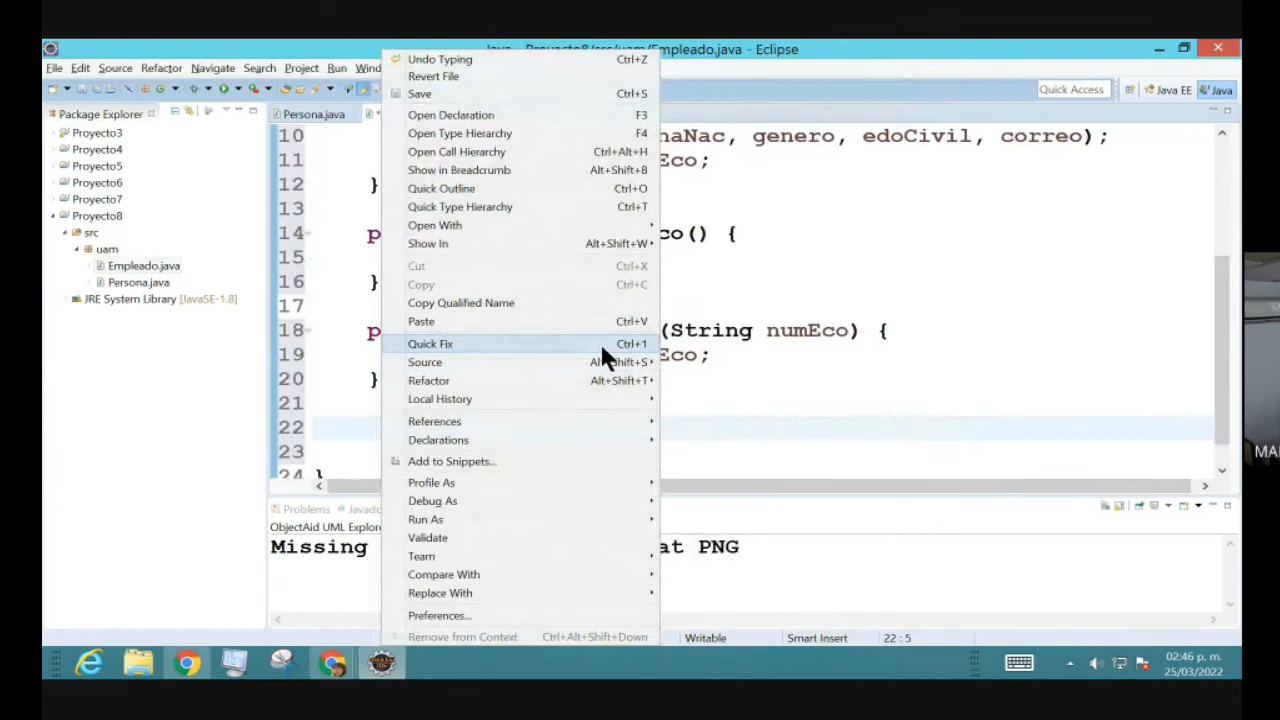 Java - Proyecto8/src/uam/Empleado.java - Eclipse
File Edit Source Refactor Navigate Search Project Run Wind
Quick Access
Java EE
Java
Package Explorer
Proyecto3
Proyecto4
Proyecto5
Proyecto6
Proyecto7
Proyecto8
src
uam
Empleado.java
Persona.java
JRE System Library [JavaSE-1.8]
Persona.java
10 haNac, genero, edoCivil, correo);
11 Eco;
12 }
13
14 p co() {
15
16 }
17
18 p (String numEco) {
19 Eco;
20 }
21
22
23
24 }
Undo Typing Ctrl+Z
Revert File
Save Ctrl+S
Open Declaration F3
Open Type Hierarchy F4
Open Call Hierarchy Ctrl+Alt+H
Show in Breadcrumb Alt+Shift+B
Quick Outline Ctrl+O
Quick Type Hierarchy Ctrl+T
Open With
Show In Alt+Shift+W
Cut Ctrl+X
Copy Ctrl+C
Copy Qualified Name
Paste Ctrl+V
Quick Fix Ctrl+1
Source Alt+Shift+S
Refactor Alt+Shift+T
Local History
References
Declarations
Add to Snippets...
Profile As
Debug As
Run As
Validate
Team
Compare With
Replace With
Preferences...
Remove from Context Ctrl+Alt+Shift+Down
Problems Javadoc
ObjectAid UML Explore
Missing at PNG
Writable Smart Insert 22 : 5
02:46 p. m.
25/03/2022
MAI